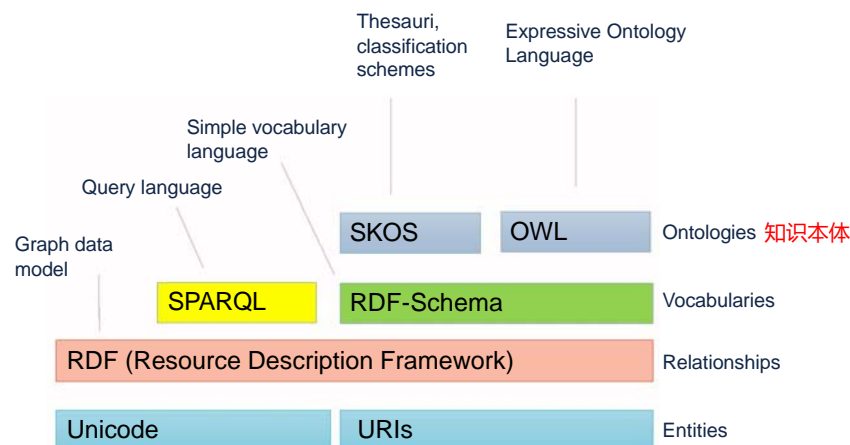 Thesauri,
classification
schemes
Expressive Ontology
Language
Simple vocabulary
language
Query language
Graph data
model
SKOS
OWL
Ontologies 知识本体
SPARQL
RDF-Schema
Vocabularies
RDF (Resource Description Framework)
Relationships
Unicode
URIs
Entities